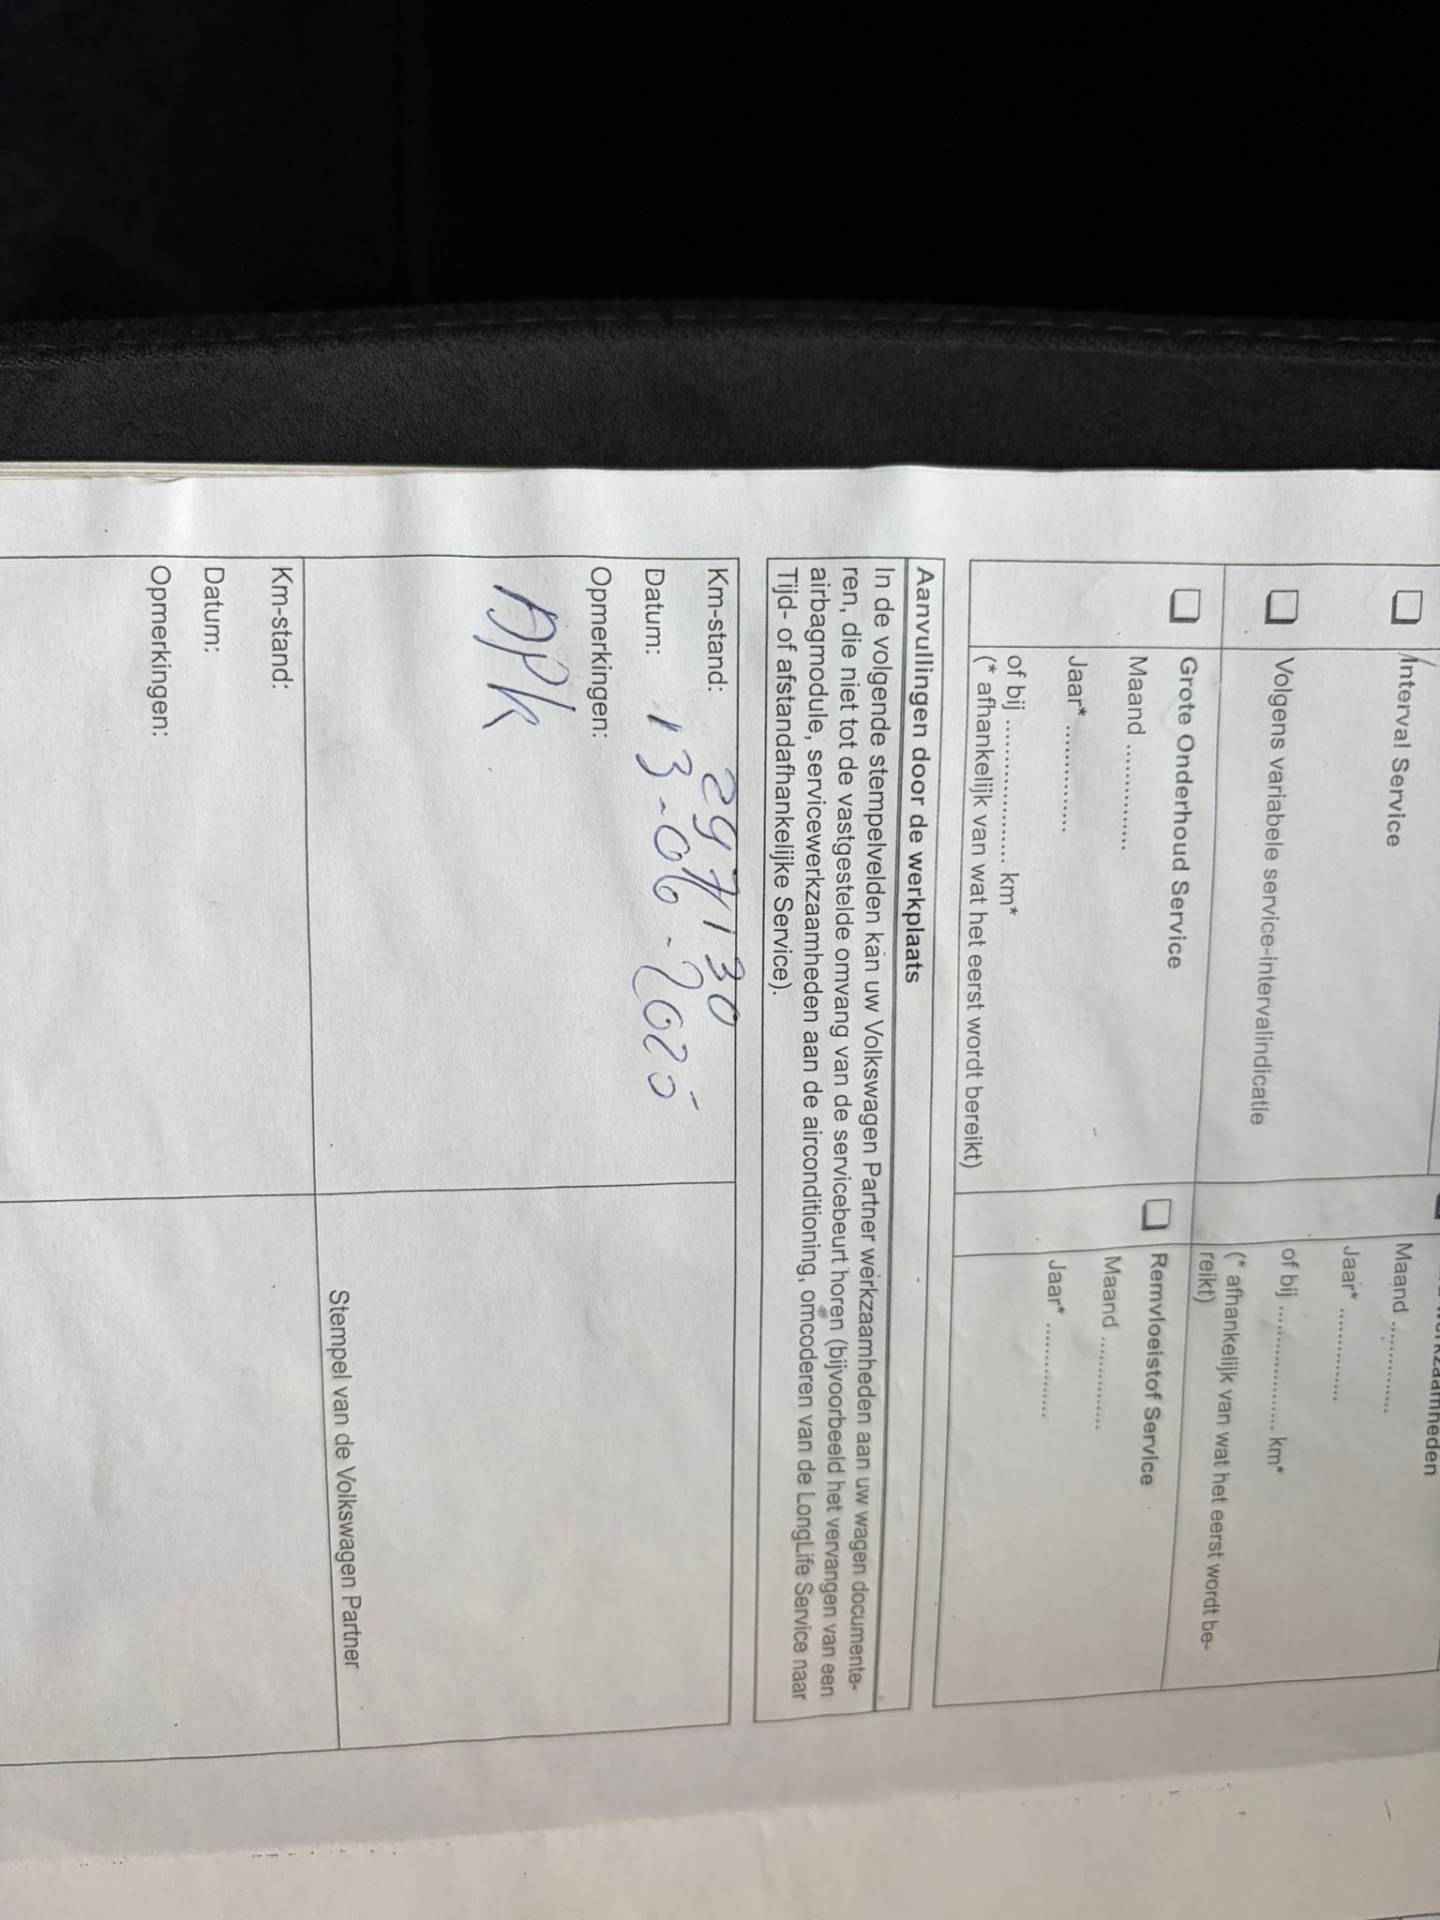 werkzaamheden
Interval Service
Maand ............
Jaar* ............
Volgens variabele service-intervalindicatie
of bij .................. km*
(* afhankelijk van wat het eerst wordt be-
reikt)
Grote Onderhoud Service
Maand ..............
Jaar* ..............
of bij .................. km*
(* afhankelijk van wat het eerst wordt bereikt)
Remvloeistof Service
Maand ............
Jaar* ............
Aanvullingen door de werkplaats
In de volgende stempelvelden kan uw Volkswagen Partner werkzaamheden aan uw wagen documente-
ren, die niet tot de vastgestelde omvang van de servicebeurt horen (bijvoorbeeld het vervangen van een
airbagmodule, servicewerkzaamheden aan de airconditioning, omcoderen van de LongLife Service naar
Tijd- of afstandafhankelijke Service).
Km-stand: 297130
Datum: 13-06-2025
Opmerkingen:
APK
Stempel van de Volkswagen Partner
Km-stand:
Datum:
Opmerkingen: